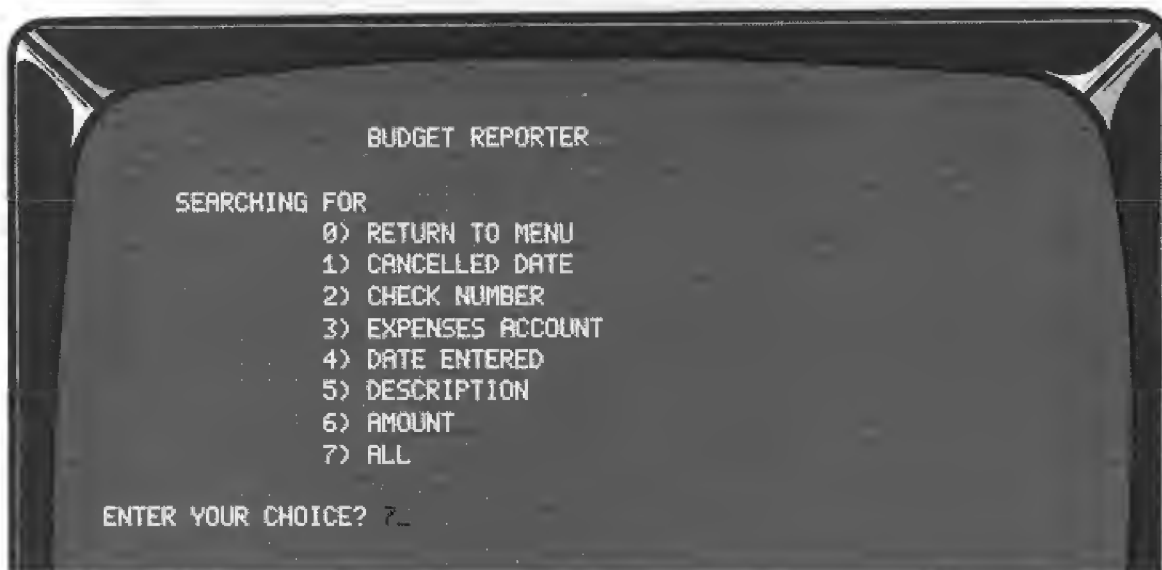 BUDGET REPORTER
SEARCHING FOR
0) RETURN TO MENU
1) CANCELLED DATE
2) CHECK NUMBER
3) EXPENSES ACCOUNT
4) DATE ENTERED
5) DESCRIPTION
6) AMOUNT
7) ALL
ENTER YOUR CHOICE? 7_